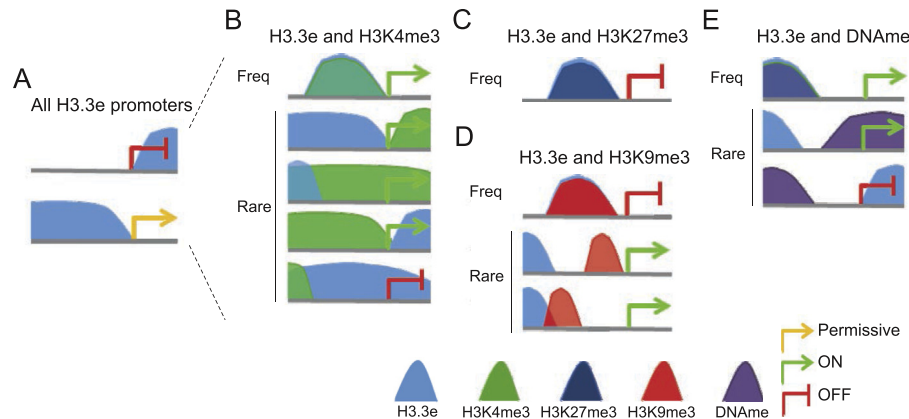 A
All H3.3e promoters
B
H3.3e and H3K4me3
Freq
Rare
C
H3.3e and H3K27me3
Freq
D
H3.3e and H3K9me3
Freq
Rare
E
H3.3e and DNAme
Freq
Rare
H3.3e
H3K4me3
H3K27me3
H3K9me3
DNAme
Permissive
ON
OFF